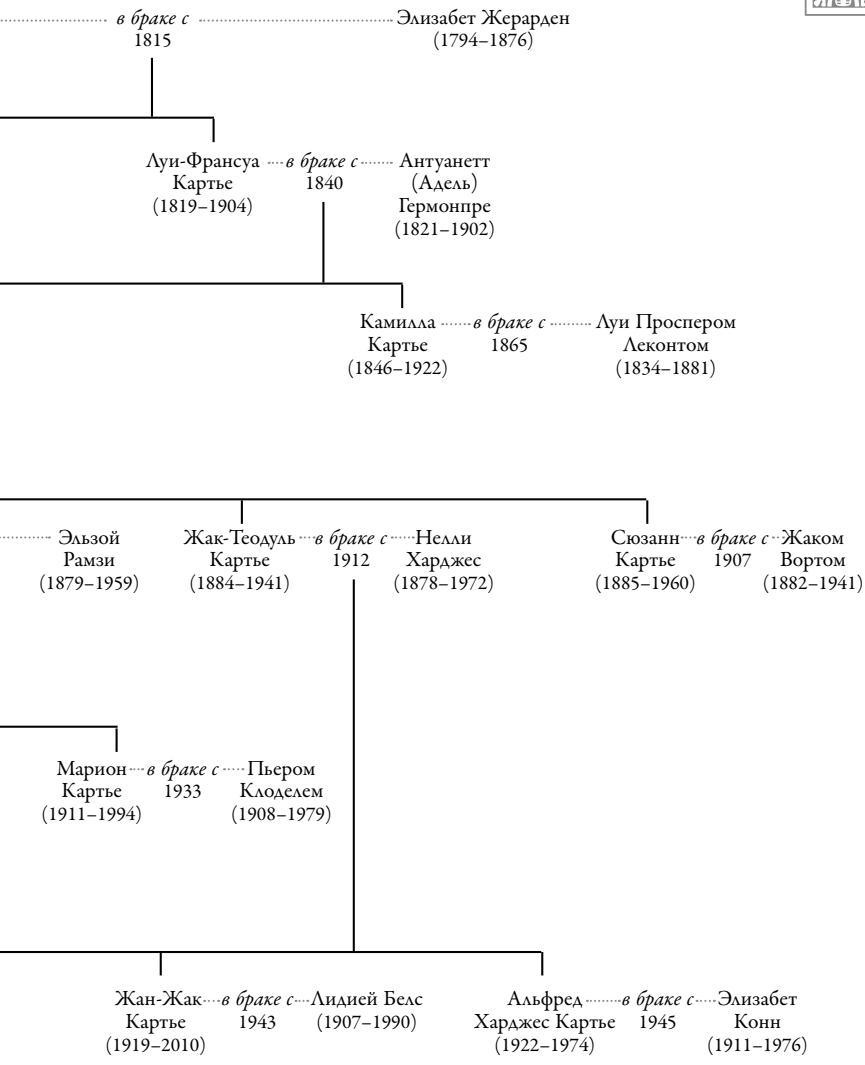 в браке с Элизабет Жерарден
1815 (1794–1876)
Луи-Франсуа в браке с Антуанетт
Картье 1840 (Адель)
(1819–1904) Гермонпре
(1821–1902)
Камилла в браке с Луи Проспером
Картье 1865 Леконтом
(1846–1922) (1834–1881)
Эльзой Жак-Теодуль в браке с Нелли Сюзанн в браке с Жаком
Рамзи Картье 1912 Харджес Картье 1907 Вортом
(1879–1959) (1884–1941) (1878–1972) (1885–1960) (1882–1941)
Марион в браке с Пьером
Картье 1933 Клоделем
(1911–1994) (1908–1979)
Жан-Жак в браке с Лидией Белс Альфред в браке с Элизабет
Картье 1943 (1907–1990) Харджес Картье 1945 Конн
(1919–2010) (1922–1974) (1911–1976)